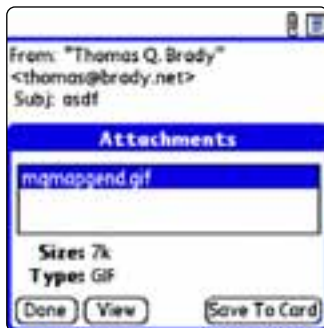 From: "Thomas Q. Brady"
<thomas@brady.net>
Subj: asdf
Attachments
mqmapgend.gif
Size: 7k
Type: GIF
Done View Save To Card